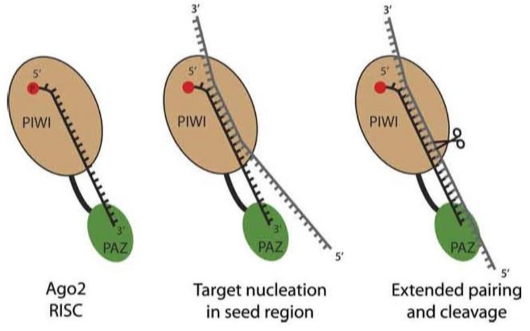 3'
3'
5'
5'
5'
P
PIWI
PIWI
PIWI
3'
3'
PAZ
PAZ
PAZ
5'
5'
Ago2
RISC
Target nucleation
in seed region
Extended pairing
and cleavage